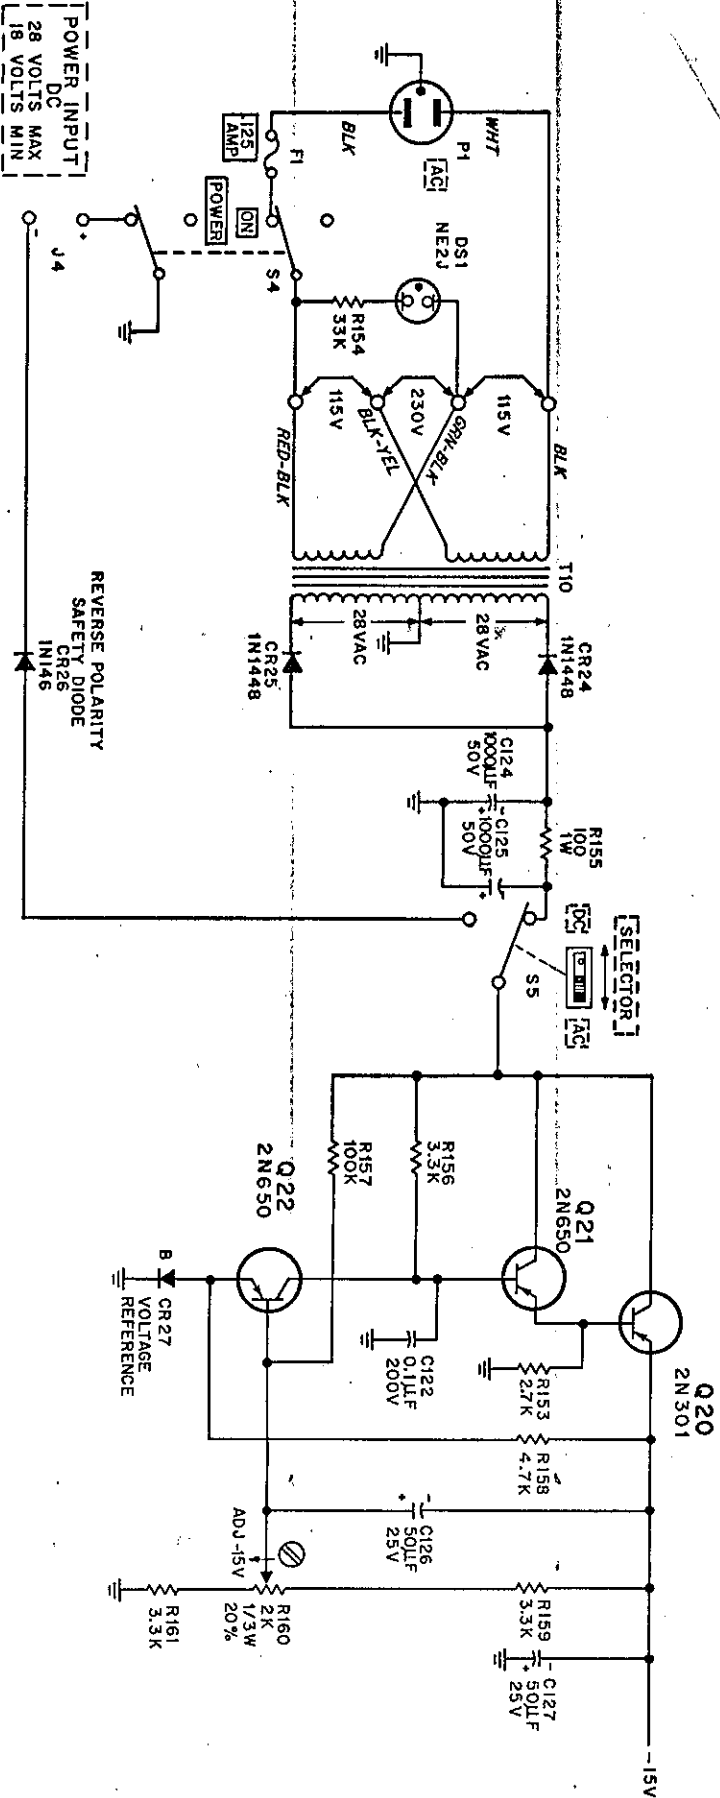 POWER INPUT
DC
28 VOLTS MAX
18 VOLTS MIN
P1
AC
WHT
BLK
F1
.125
AMP
ON
POWER
S4
J4
-
+
DS1
NE2J
R154
33K
115V
230V
115V
BLK
GRN-BLK
BLK-YEL
RED-BLK
T10
28VAC
28VAC
CR24
1N1448
CR25
1N1448
REVERSE POLARITY
SAFETY DIODE
CR26
1N146
C124
1000µF
50V
C125
1000µF
50V
R155
100
1W
SELECTOR
DC
AC
S5
R156
3.3K
R157
100K
Q22
2N650
B
CR27
VOLTAGE
REFERENCE
Q21
2N650
Q20
2N301
C122
0.1µF
200V
R153
2.7K
R158
4.7K
C126
50µF
25V
ADJ -15V
R160
2K
1/3W
20%
R161
3.3K
R159
3.3K
C127
50µF
25V
-15V